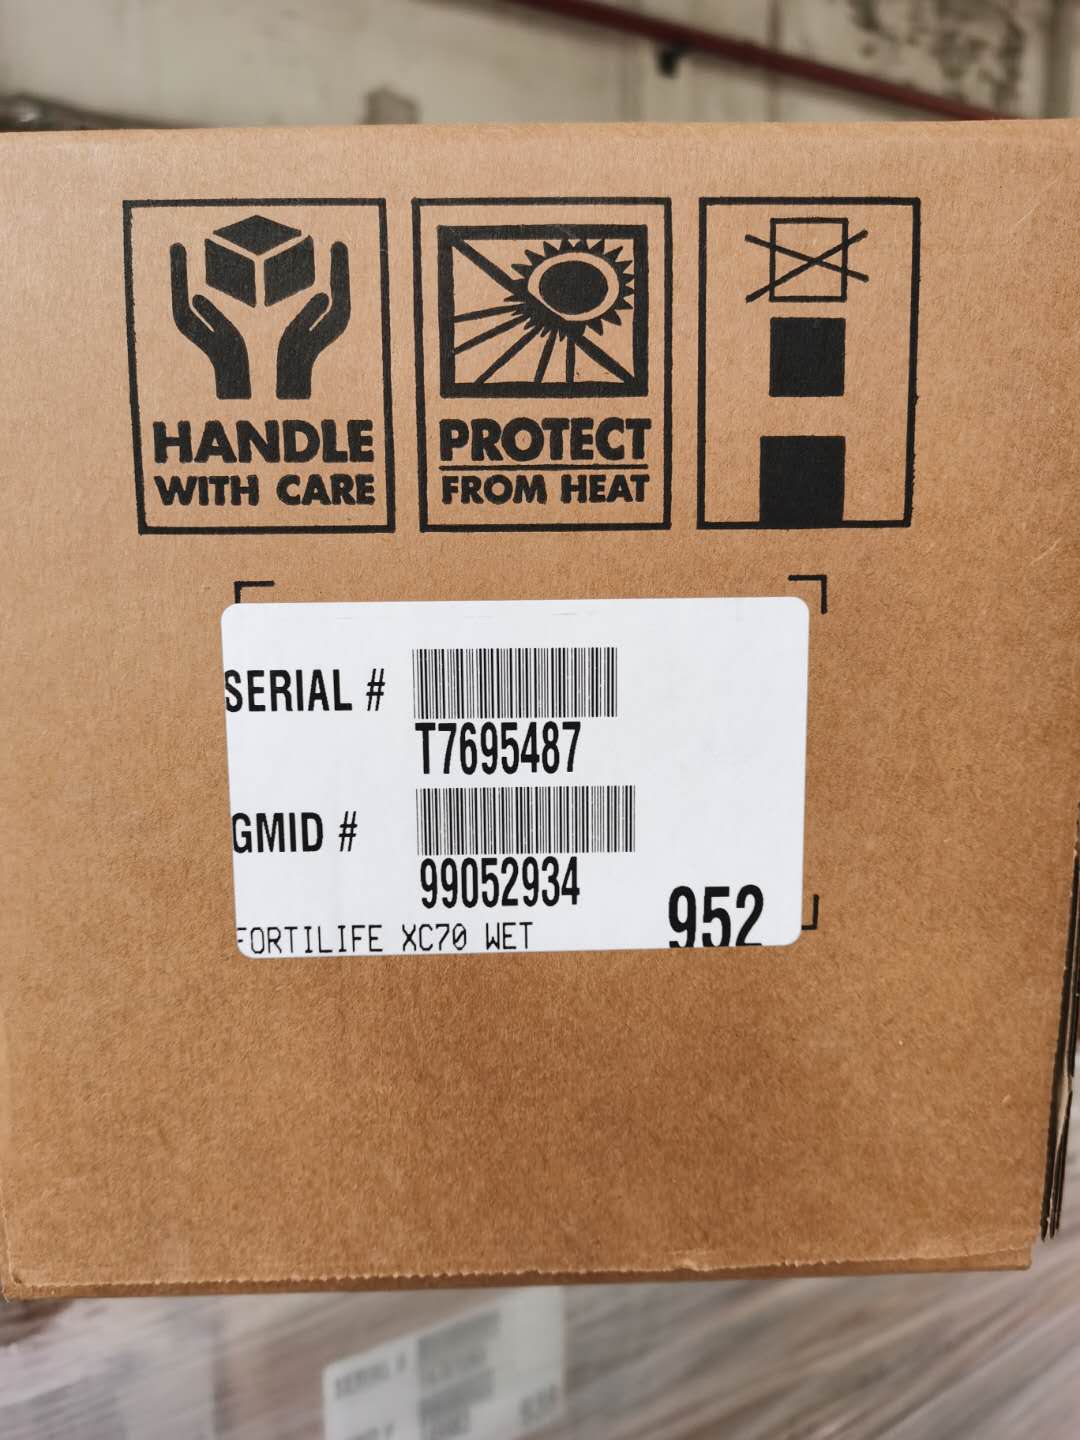 HANDLE
WITH CARE
PROTECT
FROM HEAT
SERIAL #
T7695487
GMID #
99052934
FORTILIFE XC70 WET
952